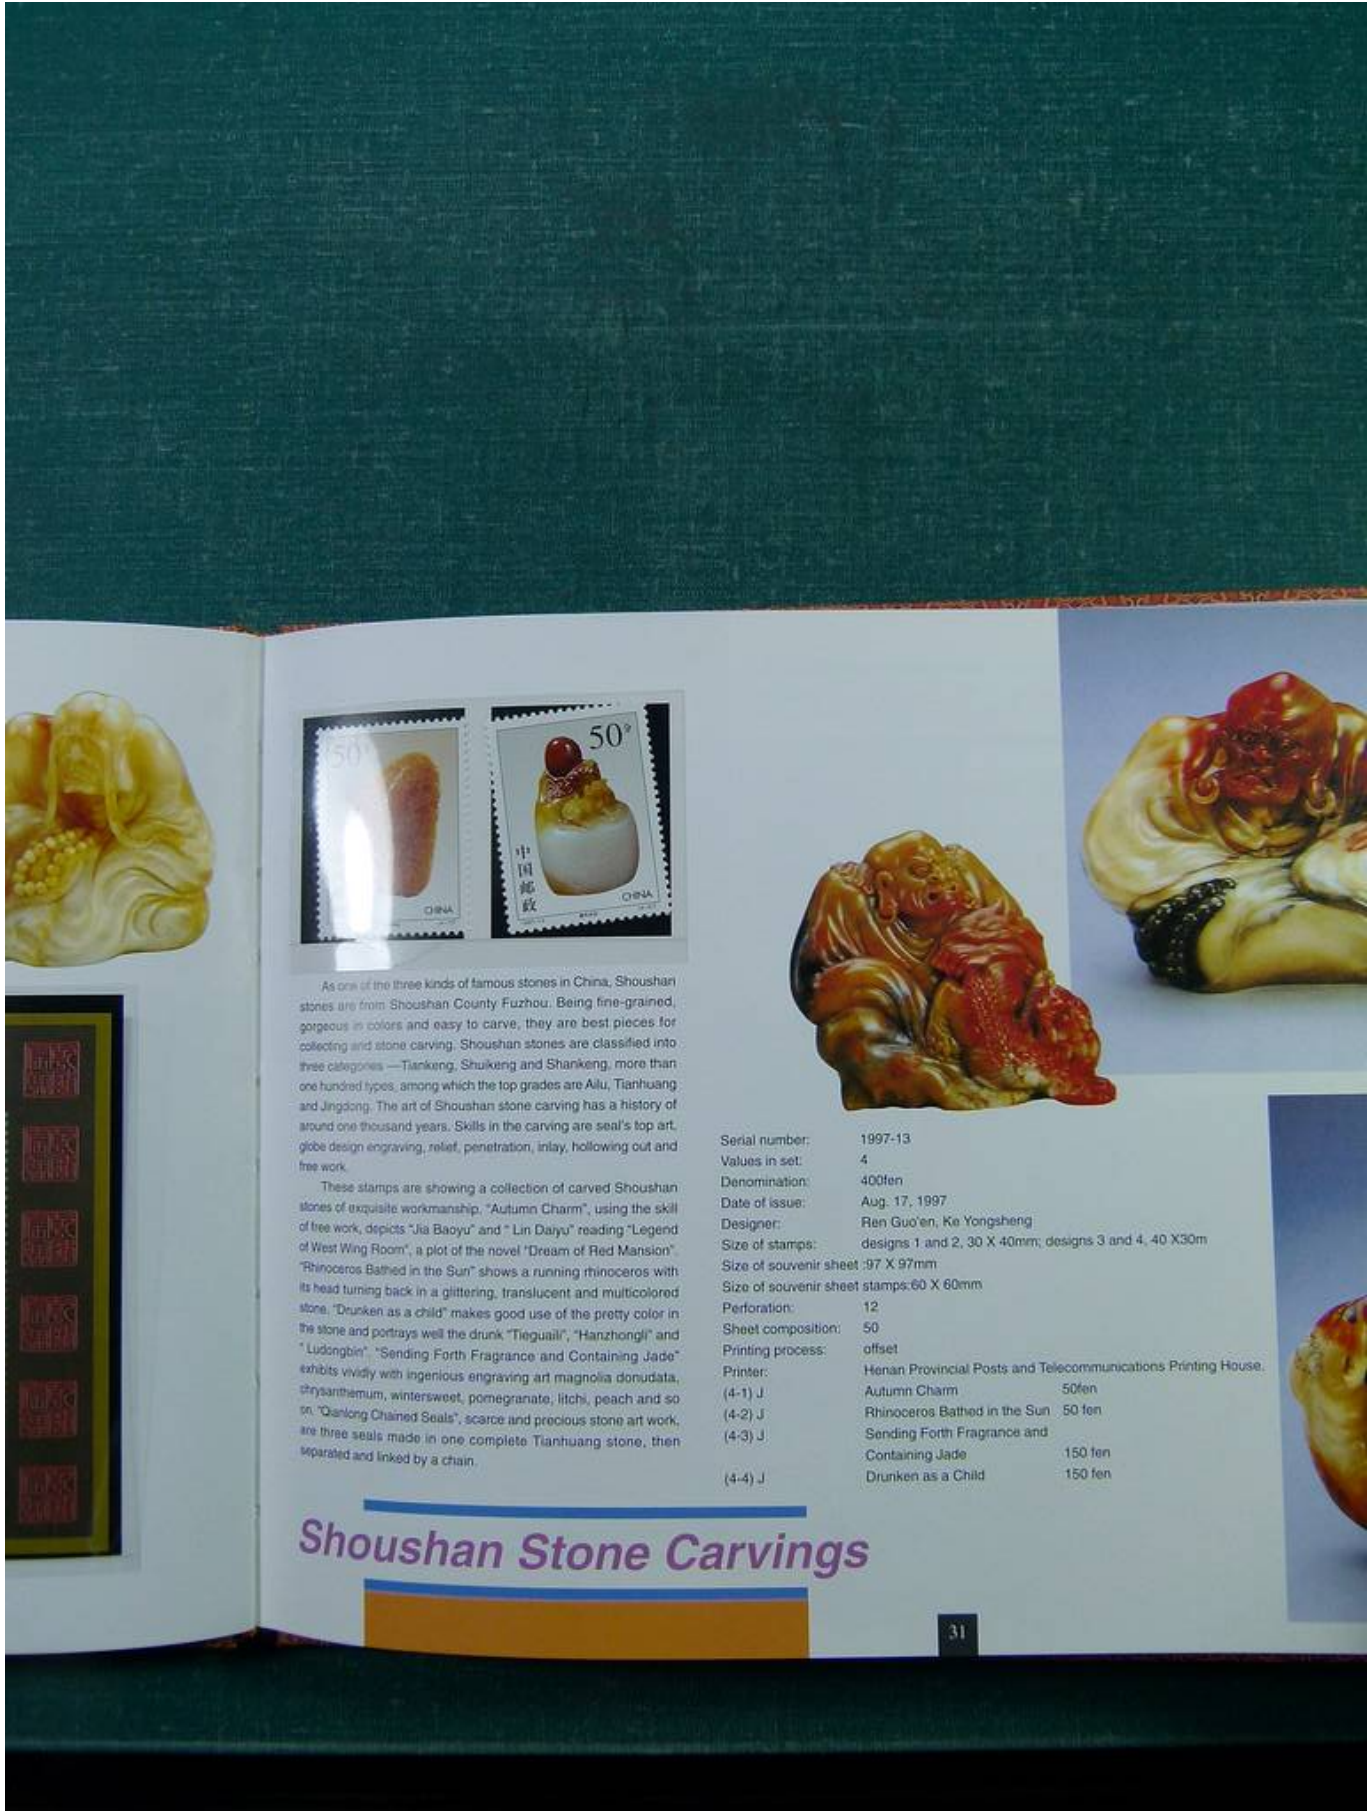 50
CHINA
50分
中
国
邮
政
CHINA
As one of the three kinds of famous stones in China, Shoushan
stones are from Shoushan County Fuzhou. Being fine-grained,
gorgeous in colors and easy to carve, they are best pieces for
collecting and stone carving. Shoushan stones are classified into
three categories —Tiankeng, Shuikeng and Shankeng, more than
one hundred types, among which the top grades are Ailu, Tianhuang
and Jingdong. The art of Shoushan stone carving has a history of
around one thousand years. Skills in the carving are seal's top art,
globe design engraving, relief, penetration, inlay, hollowing out and
free work.
These stamps are showing a collection of carved Shoushan
stones of exquisite workmanship. "Autumn Charm", using the skill
of free work, depicts "Jia Baoyu" and " Lin Daiyu" reading "Legend
of West Wing Room", a plot of the novel "Dream of Red Mansion".
"Rhinoceros Bathed in the Sun" shows a running rhinoceros with
its head turning back in a glittering, translucent and multicolored
stone. "Drunken as a child" makes good use of the pretty color in
the stone and portrays well the drunk "Tieguaili", "Hanzhongli" and
" Ludongbin". "Sending Forth Fragrance and Containing Jade"
exhibits vividly with ingenious engraving art magnolia donudata,
chrysanthemum, wintersweet, pomegranate, litchi, peach and so
on. "Qianlong Chained Seals", scarce and precious stone art work,
are three seals made in one complete Tianhuang stone, then
separated and linked by a chain.
Serial number: 1997-13
Values in set: 4
Denomination: 400fen
Date of issue: Aug. 17, 1997
Designer: Ren Guo'en, Ke Yongsheng
Size of stamps: designs 1 and 2, 30 X 40mm; designs 3 and 4, 40 X30m
Size of souvenir sheet :97 X 97mm
Size of souvenir sheet stamps:60 X 60mm
Perforation: 12
Sheet composition: 50
Printing process: offset
Printer: Henan Provincial Posts and Telecommunications Printing House.
(4-1) J Autumn Charm 50fen
(4-2) J Rhinoceros Bathed in the Sun 50 fen
(4-3) J Sending Forth Fragrance and
Containing Jade 150 fen
(4-4) J Drunken as a Child 150 fen
Shoushan Stone Carvings
31